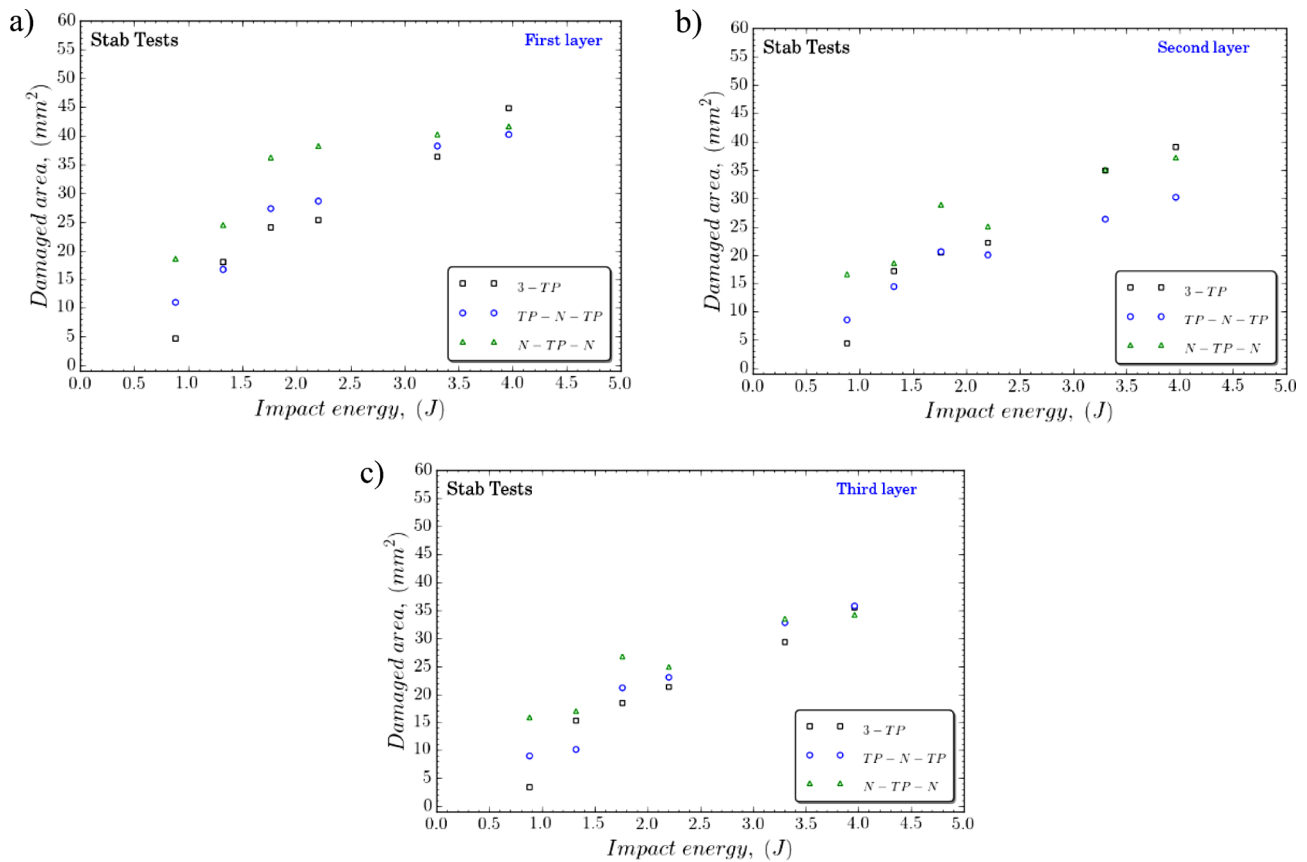 a)
Stab Tests
First layer
60
55
50
45
40
35
30
25
20
15
10
5
0
Damaged area, (mm²)
0.0 0.5 1.0 1.5 2.0 2.5 3.0 3.5 4.0 4.5 5.0
Impact energy, (J)
3−TP
TP−N−TP
N−TP−N
b)
Stab Tests
Second layer
60
55
50
45
40
35
30
25
20
15
10
5
0
Damaged area, (mm²)
0.0 0.5 1.0 1.5 2.0 2.5 3.0 3.5 4.0 4.5 5.0
Impact energy, (J)
3−TP
TP−N−TP
N−TP−N
c)
Stab Tests
Third layer
60
55
50
45
40
35
30
25
20
15
10
5
0
Damaged area, (mm²)
0.0 0.5 1.0 1.5 2.0 2.5 3.0 3.5 4.0 4.5 5.0
Impact energy, (J)
3−TP
TP−N−TP
N−TP−N